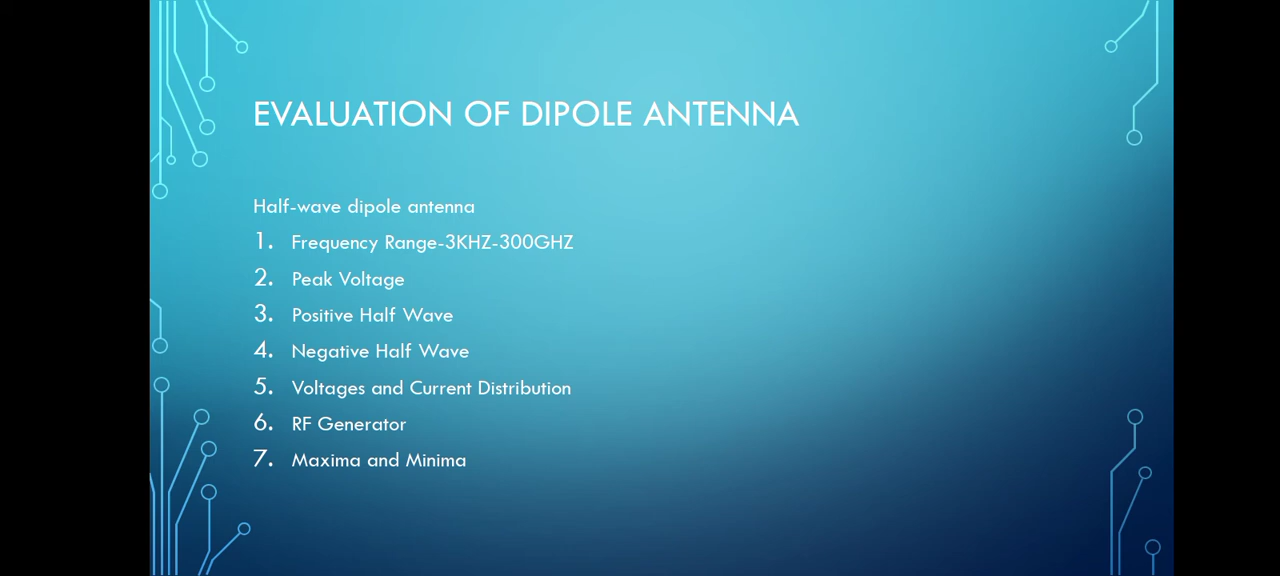 EVALUATION OF DIPOLE ANTENNA
Half-wave dipole antenna
1. Frequency Range-3KHZ-300GHZ
2. Peak Voltage
3. Positive Half Wave
4. Negative Half Wave
5. Voltages and Current Distribution
6. RF Generator
7. Maxima and Minima